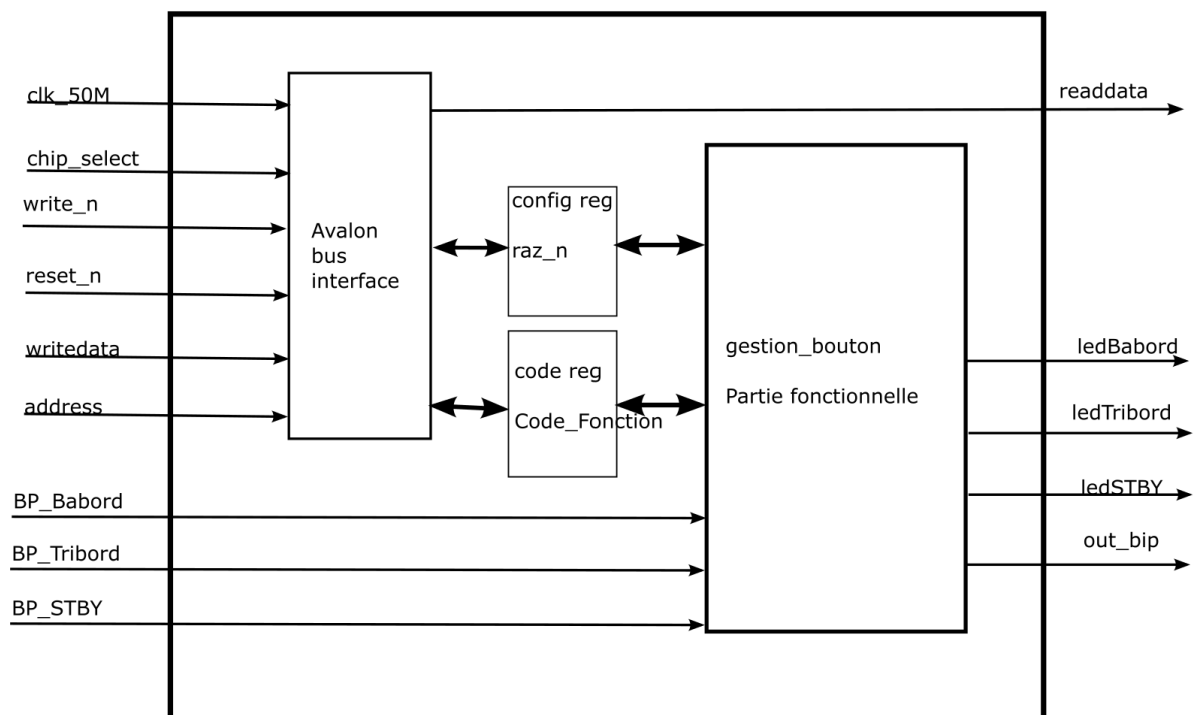 clk_50M
chip_select
write_n
reset_n
writedata
address
BP_Babord
BP_Tribord
BP_STBY
Avalon
bus
interface
config reg
raz_n
code reg
Code_Fonction
gestion_bouton
Partie fonctionnelle
readdata
ledBabord
ledTribord
ledSTBY
out_bip